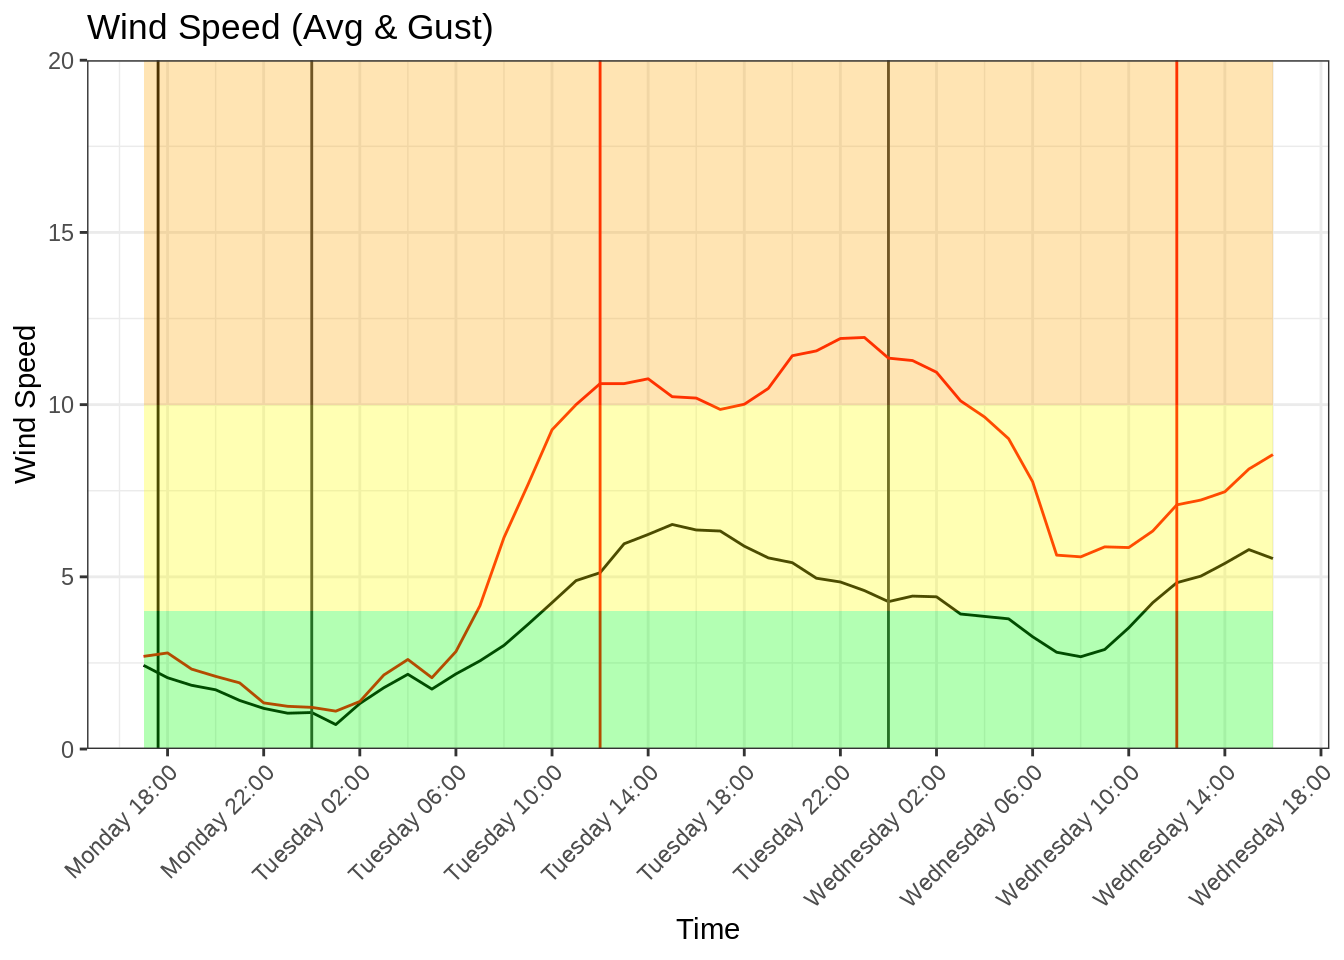 Wind Speed (Avg & Gust)
Wind Speed
20
15
10
5
0
Monday 18:00
Monday 22:00
Tuesday 02:00
Tuesday 06:00
Tuesday 10:00
Tuesday 14:00
Tuesday 18:00
Tuesday 22:00
Wednesday 02:00
Wednesday 06:00
Wednesday 10:00
Wednesday 14:00
Wednesday 18:00
Time